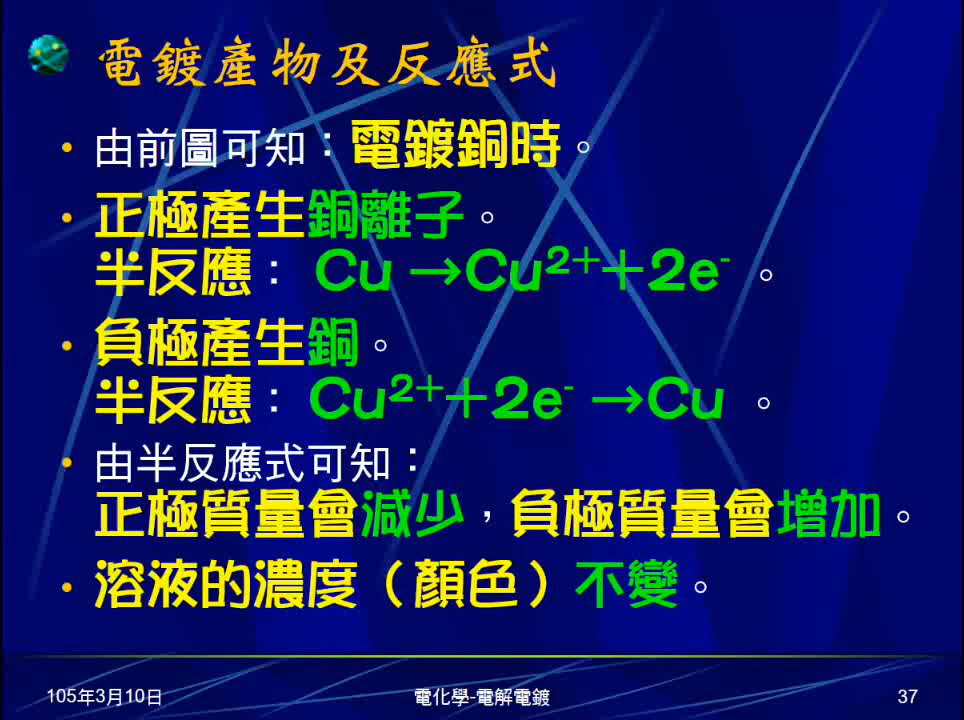 電鍍產物及反應式
• 由前圖可知：電鍍銅時。
• 正極產生銅離子。
半反應： Cu →Cu²⁺＋2e⁻ 。
• 負極產生銅。
半反應： Cu²⁺＋2e⁻ →Cu 。
• 由半反應式可知：
正極質量會減少，負極質量會增加。
• 溶液的濃度（顏色）不變。
105年3月10日 電化學-電解電鍍 37